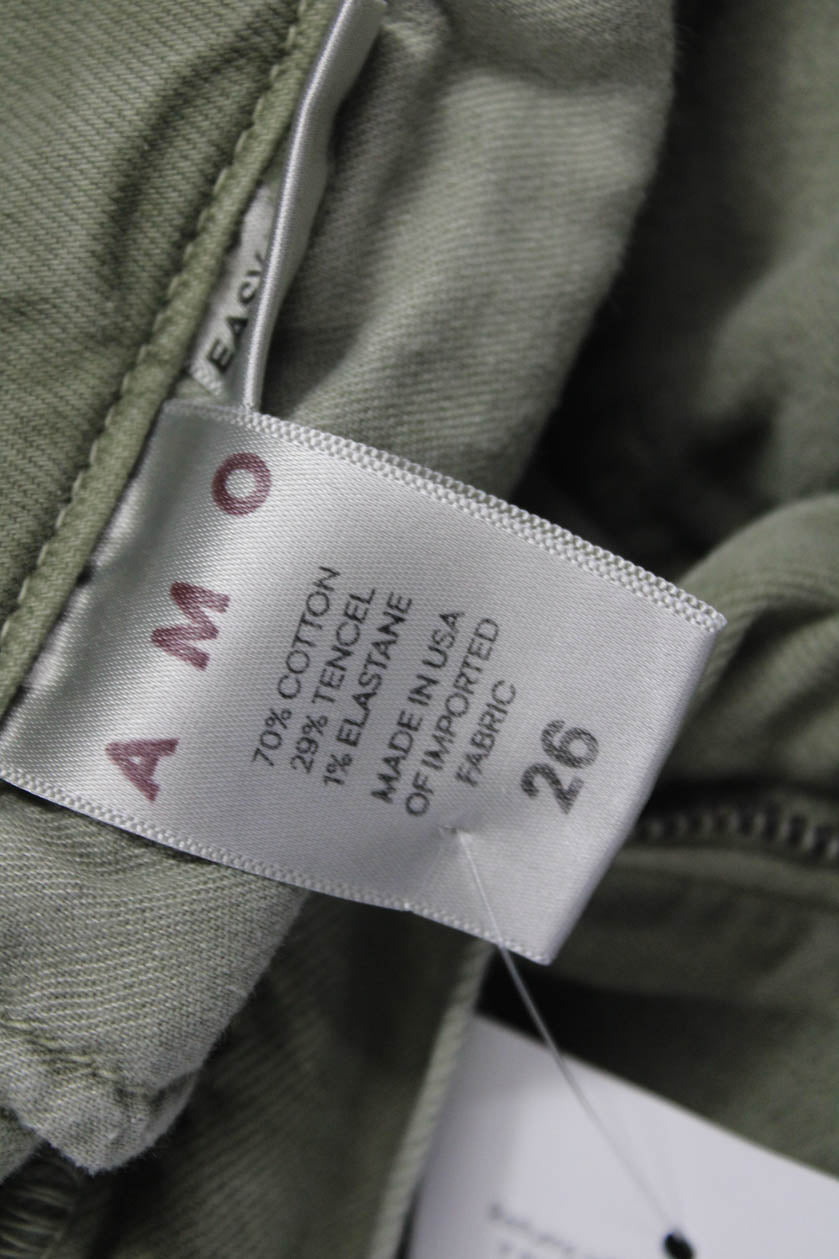 EASY
AMO
70% COTTON
29% TENCEL
1% ELASTANE
MADE IN USA
OF IMPORTED
FABRIC
26